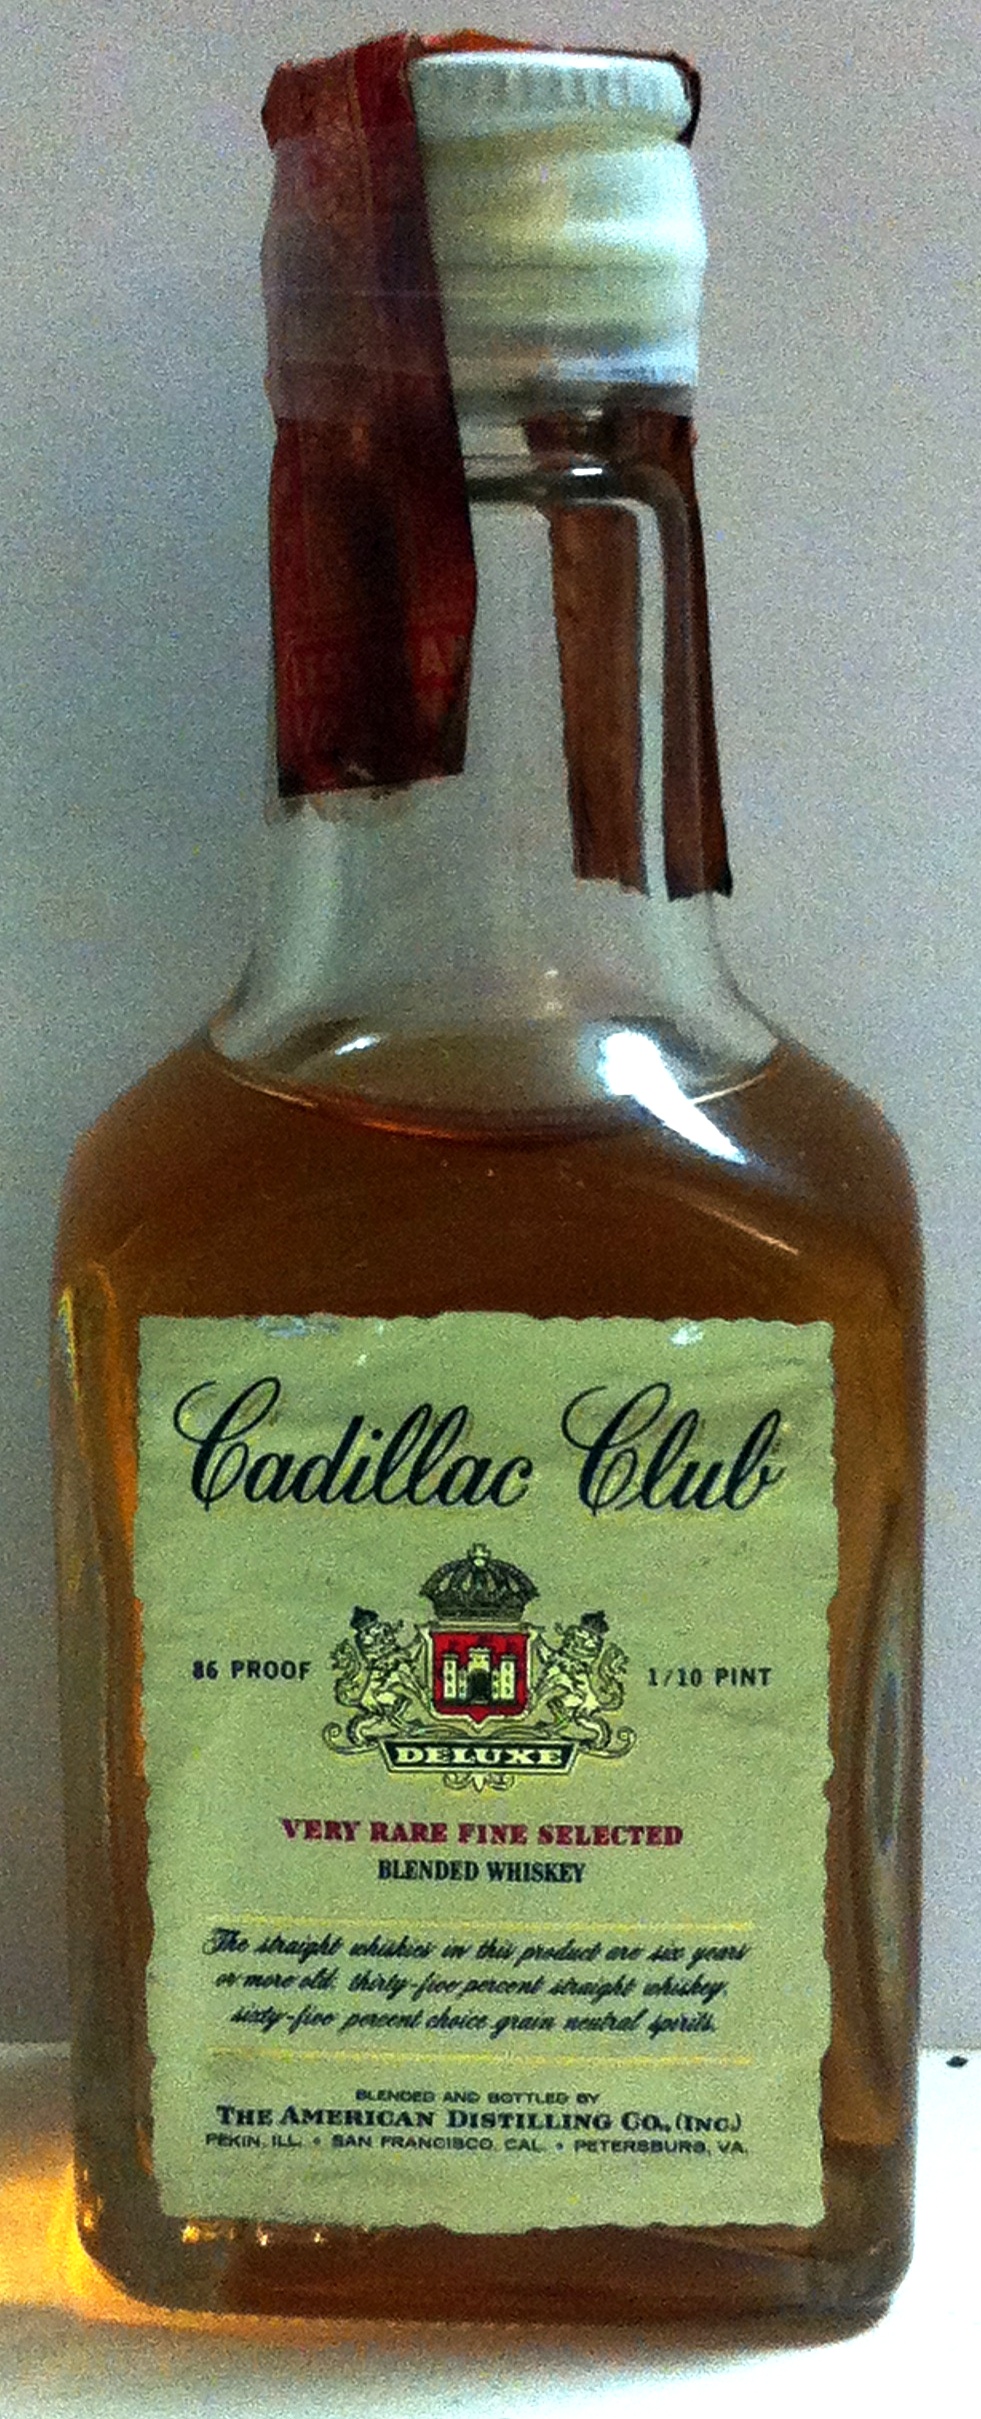 Cadillac Club
86 PROOF
1/10 PINT
DELUXE
VERY RARE FINE SELECTED
BLENDED WHISKEY
The straight whiskies in this product are six years
or more old: thirty-five percent straight whiskey,
sixty-five percent choice grain neutral spirits.
BLENDED AND BOTTLED BY
THE AMERICAN DISTILLING CO., (INC.)
PEKIN, ILL. • SAN FRANCISCO, CAL. • PETERSBURG, VA.